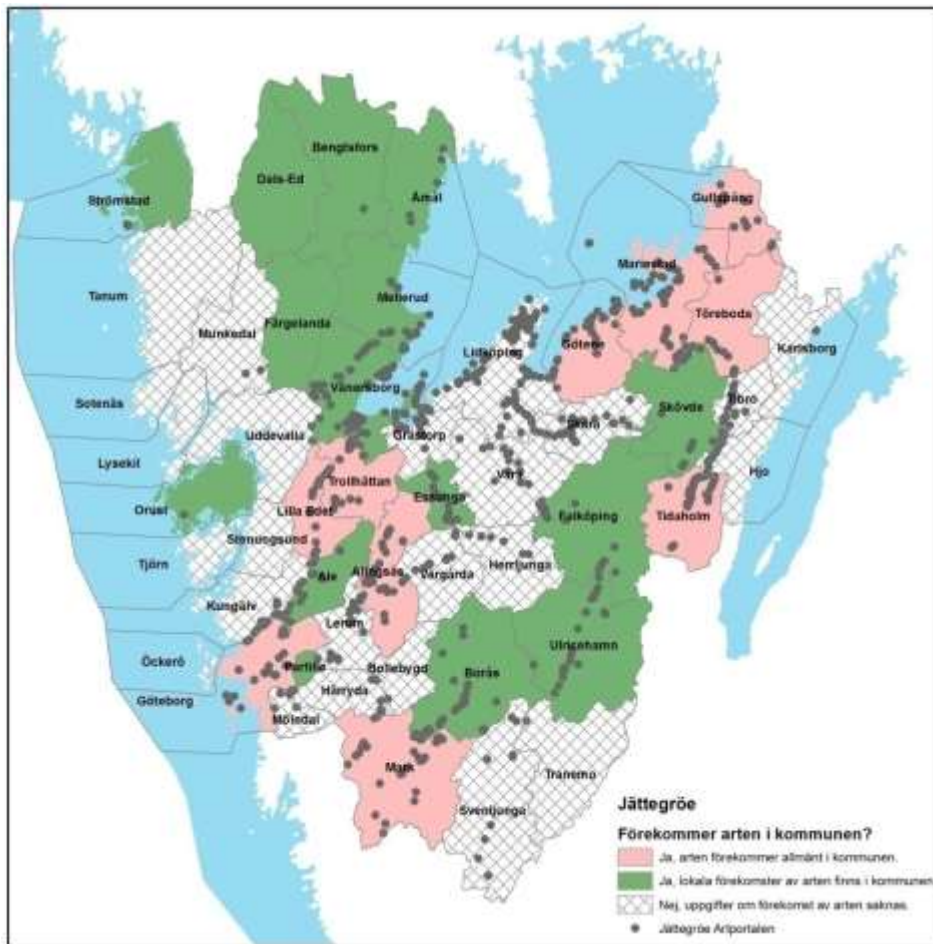 Bengtsfors
Dals-Ed
Åmål
Strömstad
Gullspång
Mariestad
Tanum
Mellerud
Töreboda
Munkedal
Färgelanda
Karlsborg
Lidköping
Götene
Vänersborg
Sotenäs
Skövde
Tibro
Skara
Uddevalla
Grästorp
Lysekil
Hjo
Vara
Trollhättan
Essunga
Orust
Lilla Edet
Falköping
Tidaholm
Stenungsund
Tjörn
Ale
Alingsås
Vårgårda
Herrljunga
Kungälv
Lerum
Ulricehamn
Öckerö
Partille
Bollebygd
Borås
Härryda
Göteborg
Mölndal
Mark
Tranemo
Svenljunga
Jättegröe
Förekommer arten i kommunen?
Ja, arten förekommer allmänt i kommunen.
Ja, lokala förekomster av arten finns i kommunen
Nej, uppgifter om förekomst av arten saknas.
Jättegröe Artportalen